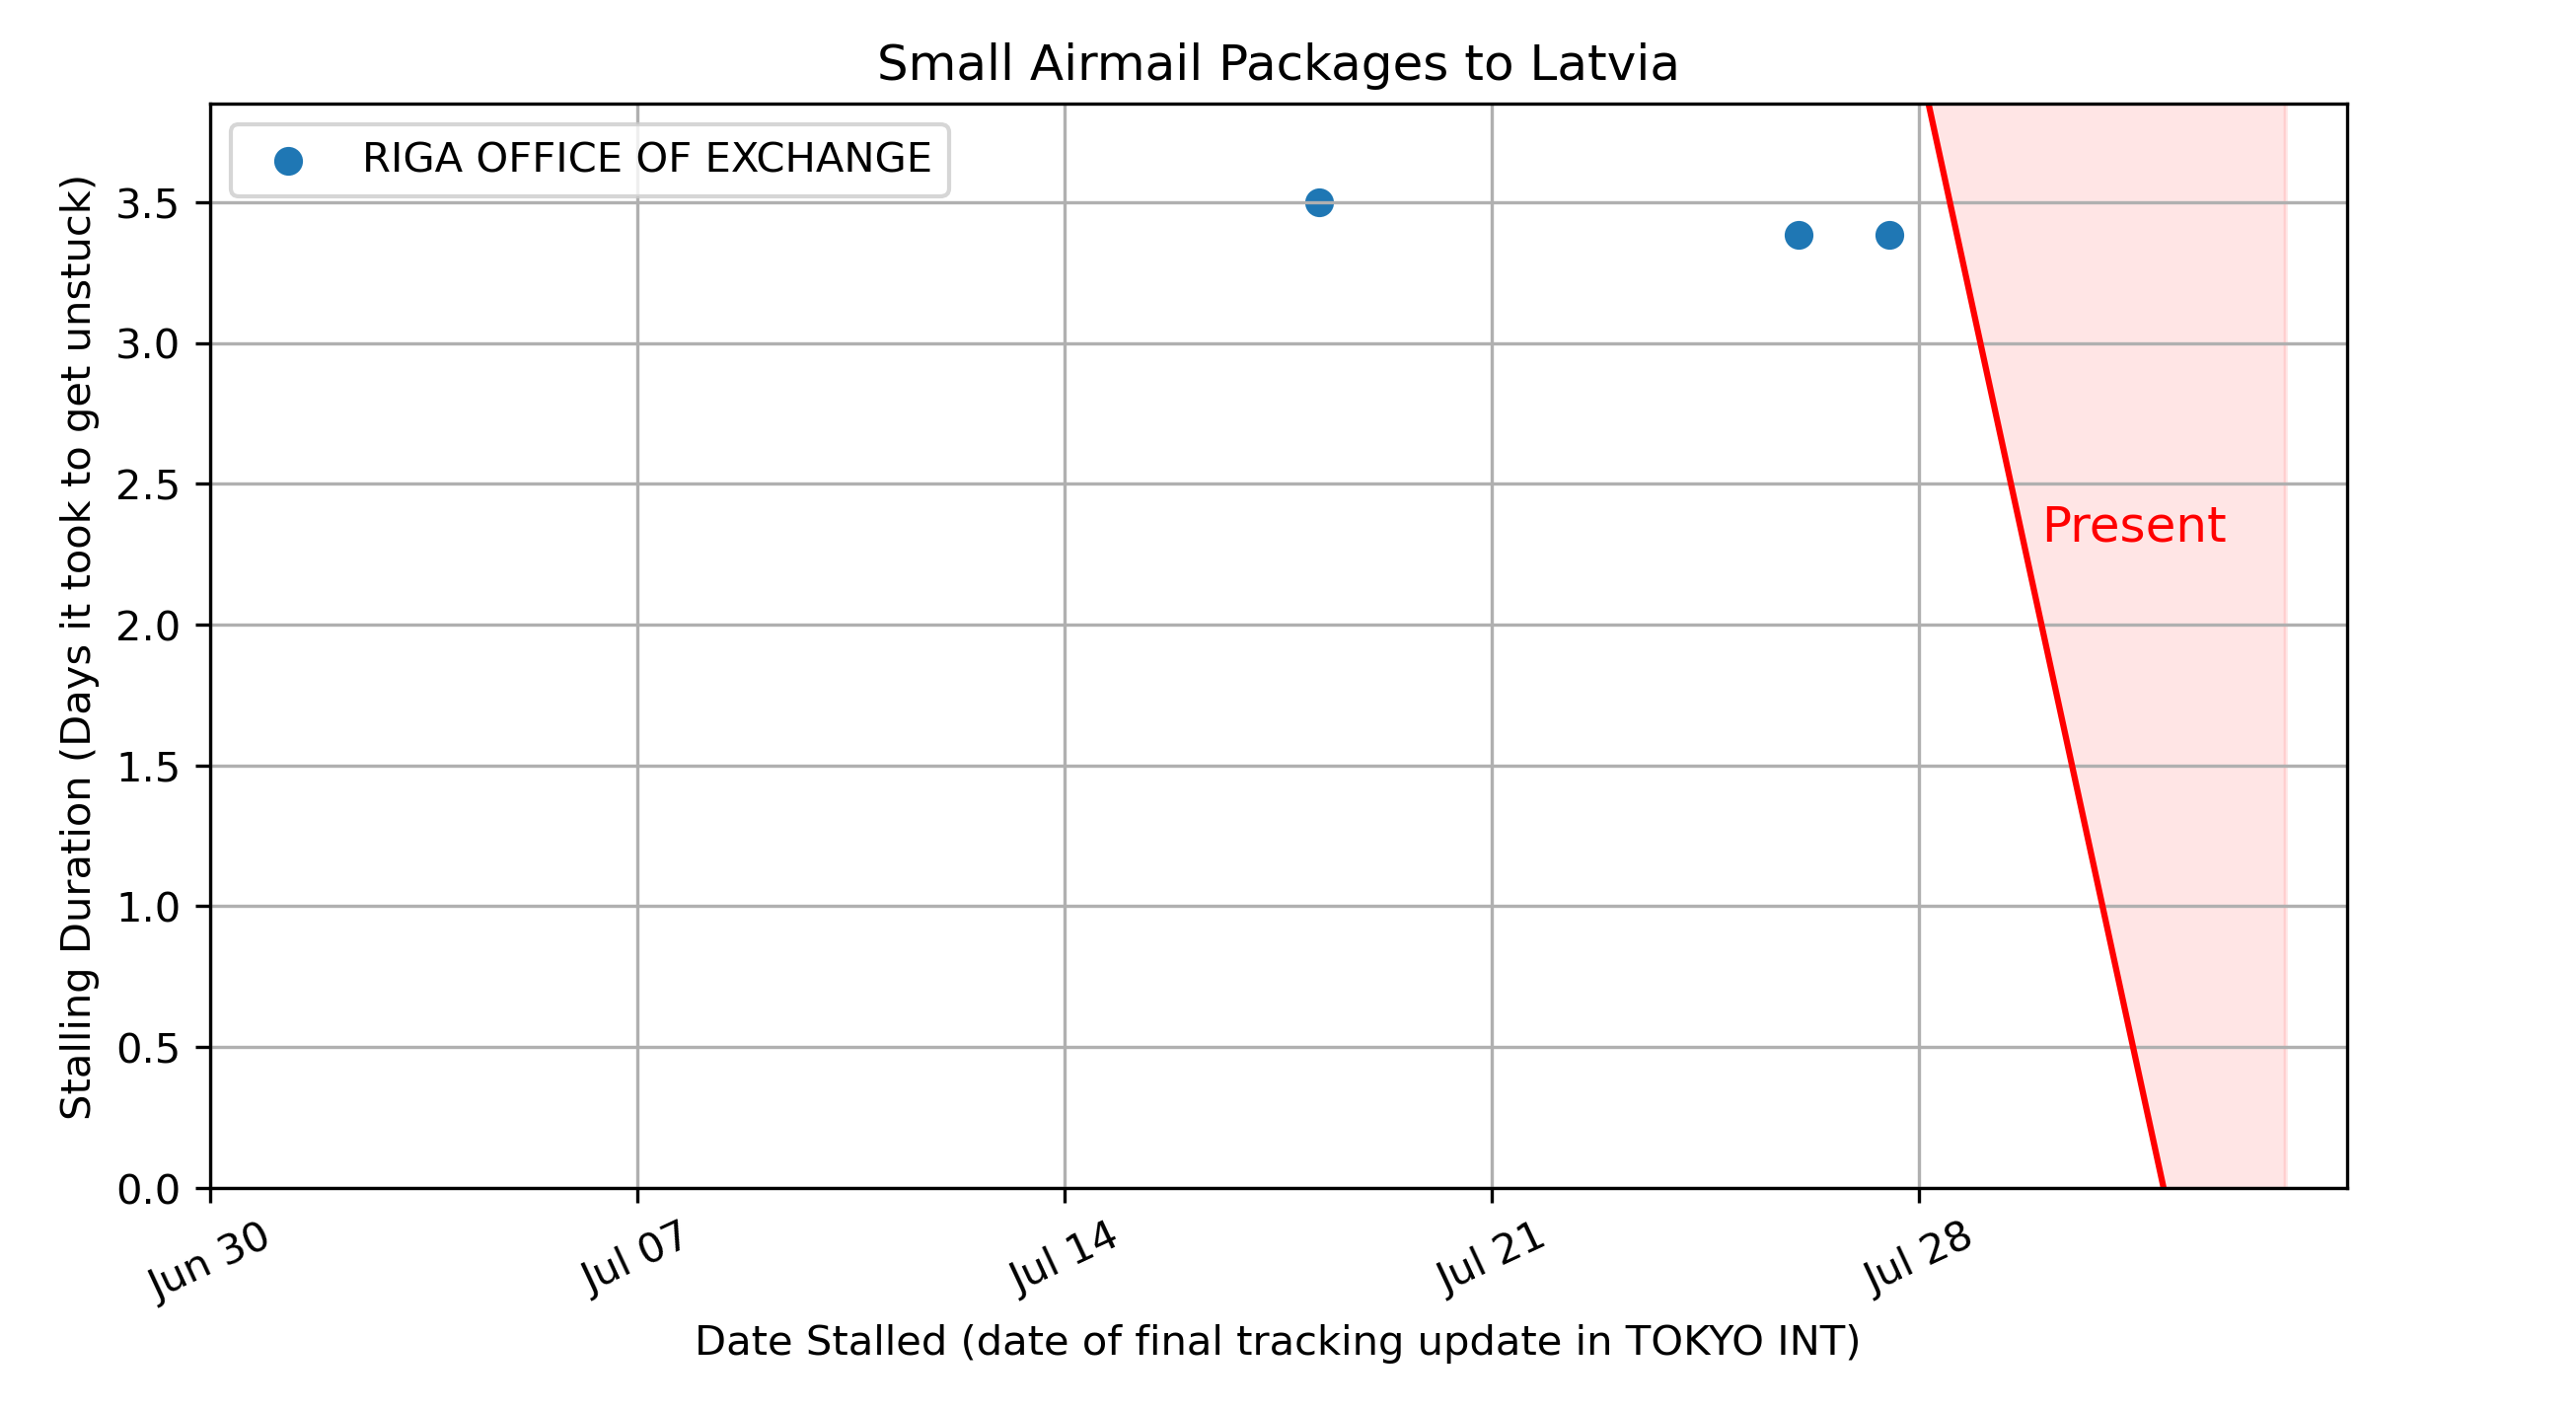 Small Airmail Packages to Latvia
RIGA OFFICE OF EXCHANGE
Stalling Duration (Days it took to get unstuck)
3.5
3.0
2.5
2.0
1.5
1.0
0.5
0.0
Present
Jun 30
Jul 07
Jul 14
Jul 21
Jul 28
Date Stalled (date of final tracking update in TOKYO INT)